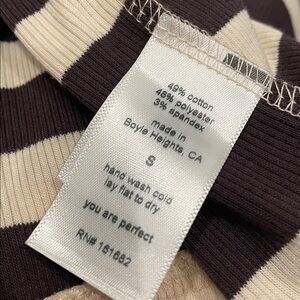 49% cotton
48% polyester
3% spandex
made in
Boyle Heights, CA
S
hand wash cold
lay flat to dry
you are perfect
RN# 161662